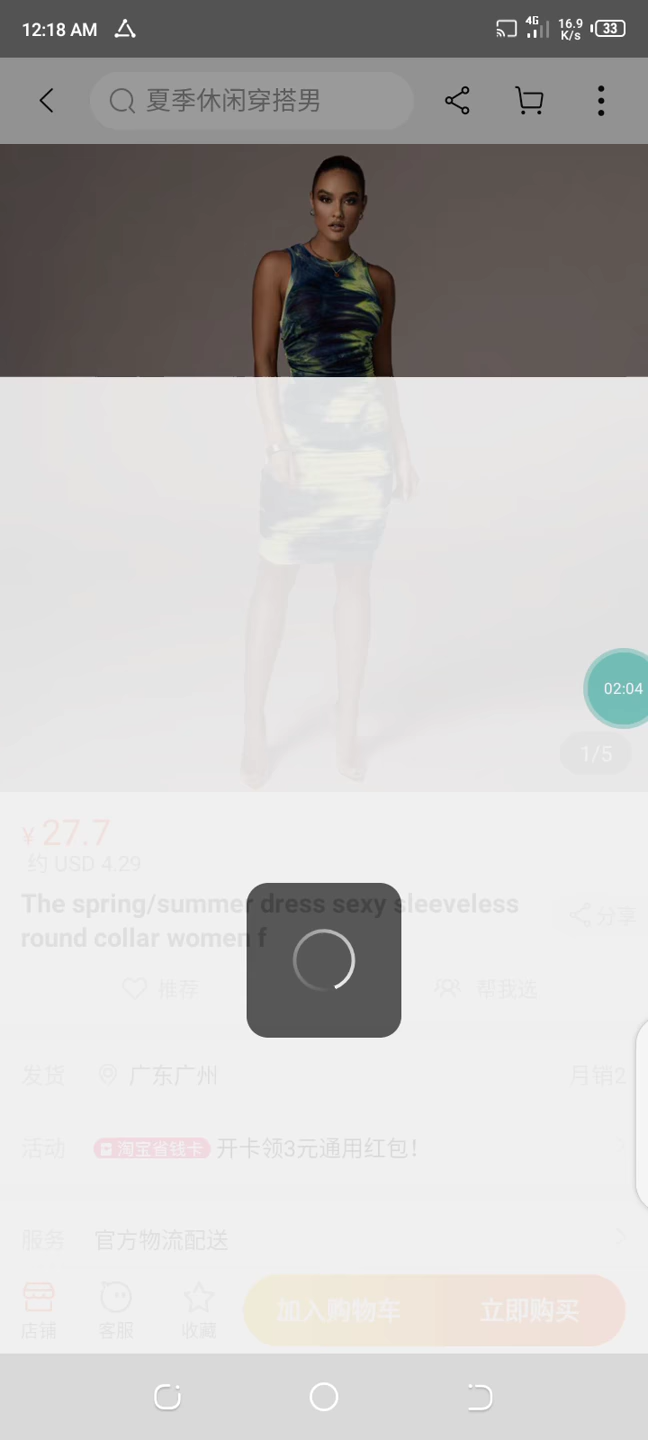 12:18 AM 4G 16.9 K/s 33
夏季休闲穿搭男
02:04
1/5
¥ 27.7
约 USD 4.29
The spring/summer dress sexy sleeveless
round collar women f
分享
推荐 帮我选
发货 广东广州 月销2
活动 淘宝省钱卡 开卡领3元通用红包!
服务 官方物流配送
店铺 客服 收藏 加入购物车 立即购买